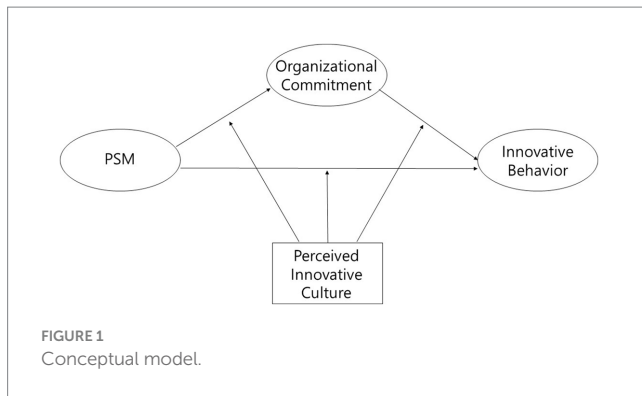 Organizational
Commitment
PSM
Innovative
Behavior
Perceived
Innovative
Culture
FIGURE 1
Conceptual model.